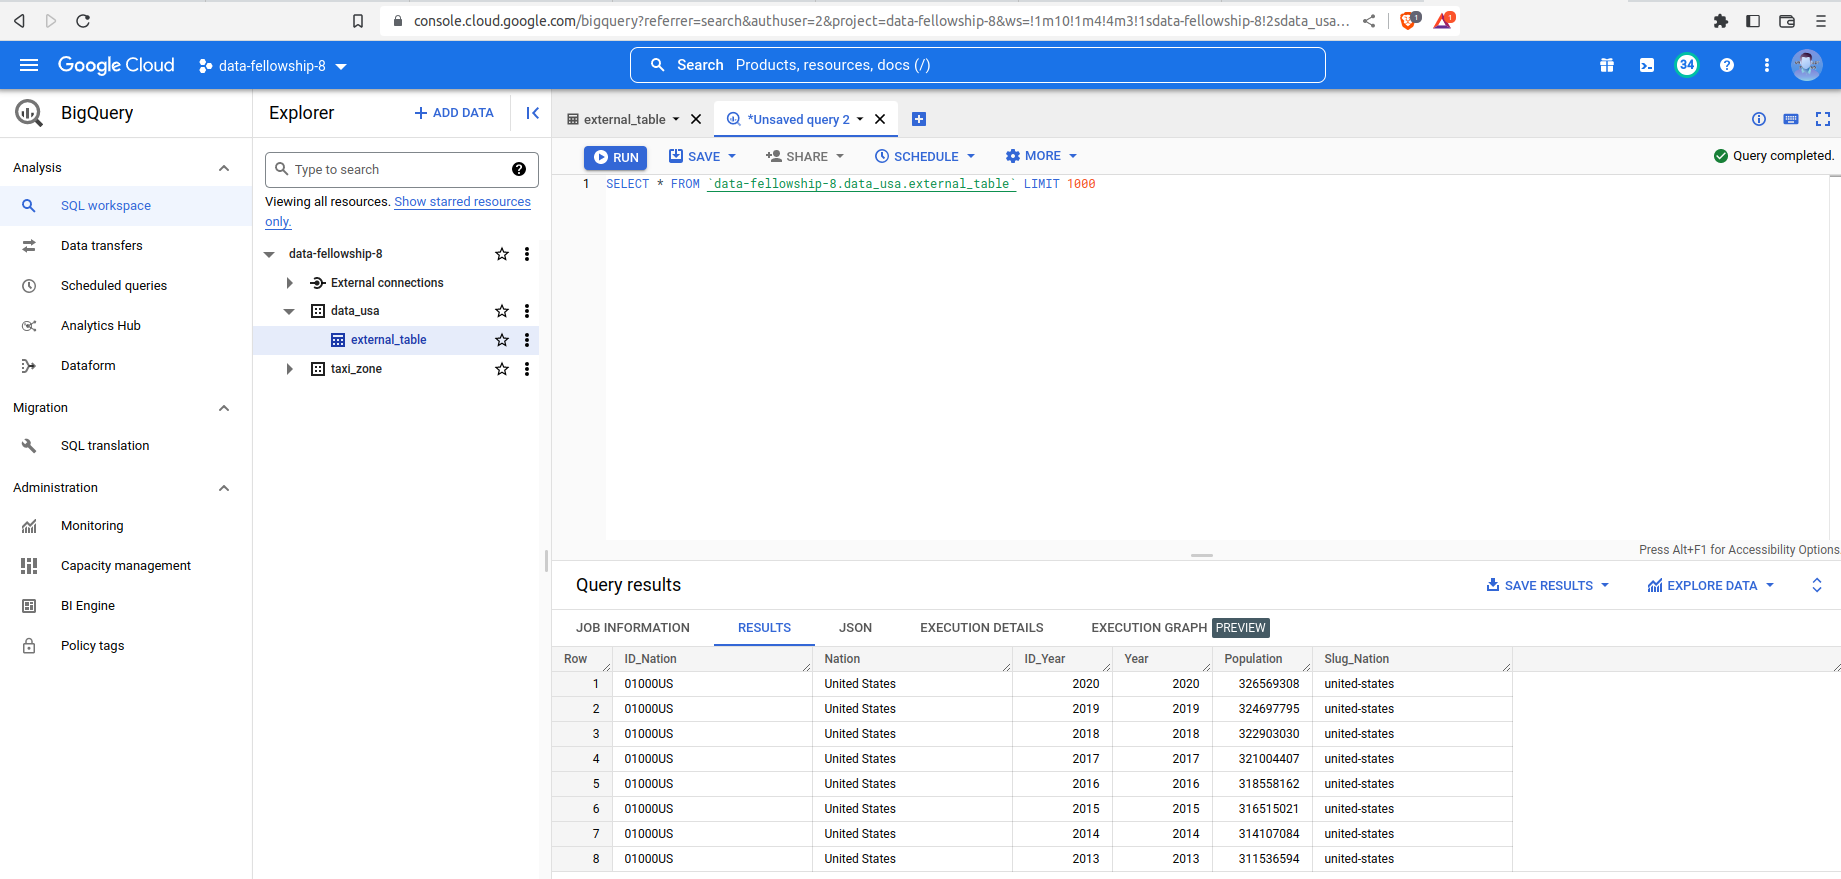 console.cloud.google.com/bigquery?referrer=search&authuser=2&project=data-fellowship-8&ws=!1m10!1m4!4m3!1sdata-fellowship-8!2sdata_usa...
1
1
Google Cloud
data-fellowship-8
Search Products, resources, docs (/)
34
BigQuery
Analysis
SQL workspace
Data transfers
Scheduled queries
Analytics Hub
Dataform
Migration
SQL translation
Administration
Monitoring
Capacity management
BI Engine
Policy tags
Explorer
+ ADD DATA
Type to search
Viewing all resources. Show starred resources
only.
data-fellowship-8
External connections
data_usa
external_table
taxi_zone
external_table
*Unsaved query 2
RUN SAVE SHARE SCHEDULE MORE Query completed.
1 SELECT * FROM `data-fellowship-8.data_usa.external_table` LIMIT 1000
Press Alt+F1 for Accessibility Options.
Query results
SAVE RESULTS EXPLORE DATA
JOB INFORMATION RESULTS JSON EXECUTION DETAILS EXECUTION GRAPH PREVIEW
Row ID_Nation Nation ID_Year Year Population Slug_Nation
1 01000US United States 2020 2020 326569308 united-states
2 01000US United States 2019 2019 324697795 united-states
3 01000US United States 2018 2018 322903030 united-states
4 01000US United States 2017 2017 321004407 united-states
5 01000US United States 2016 2016 318558162 united-states
6 01000US United States 2015 2015 316515021 united-states
7 01000US United States 2014 2014 314107084 united-states
8 01000US United States 2013 2013 311536594 united-states